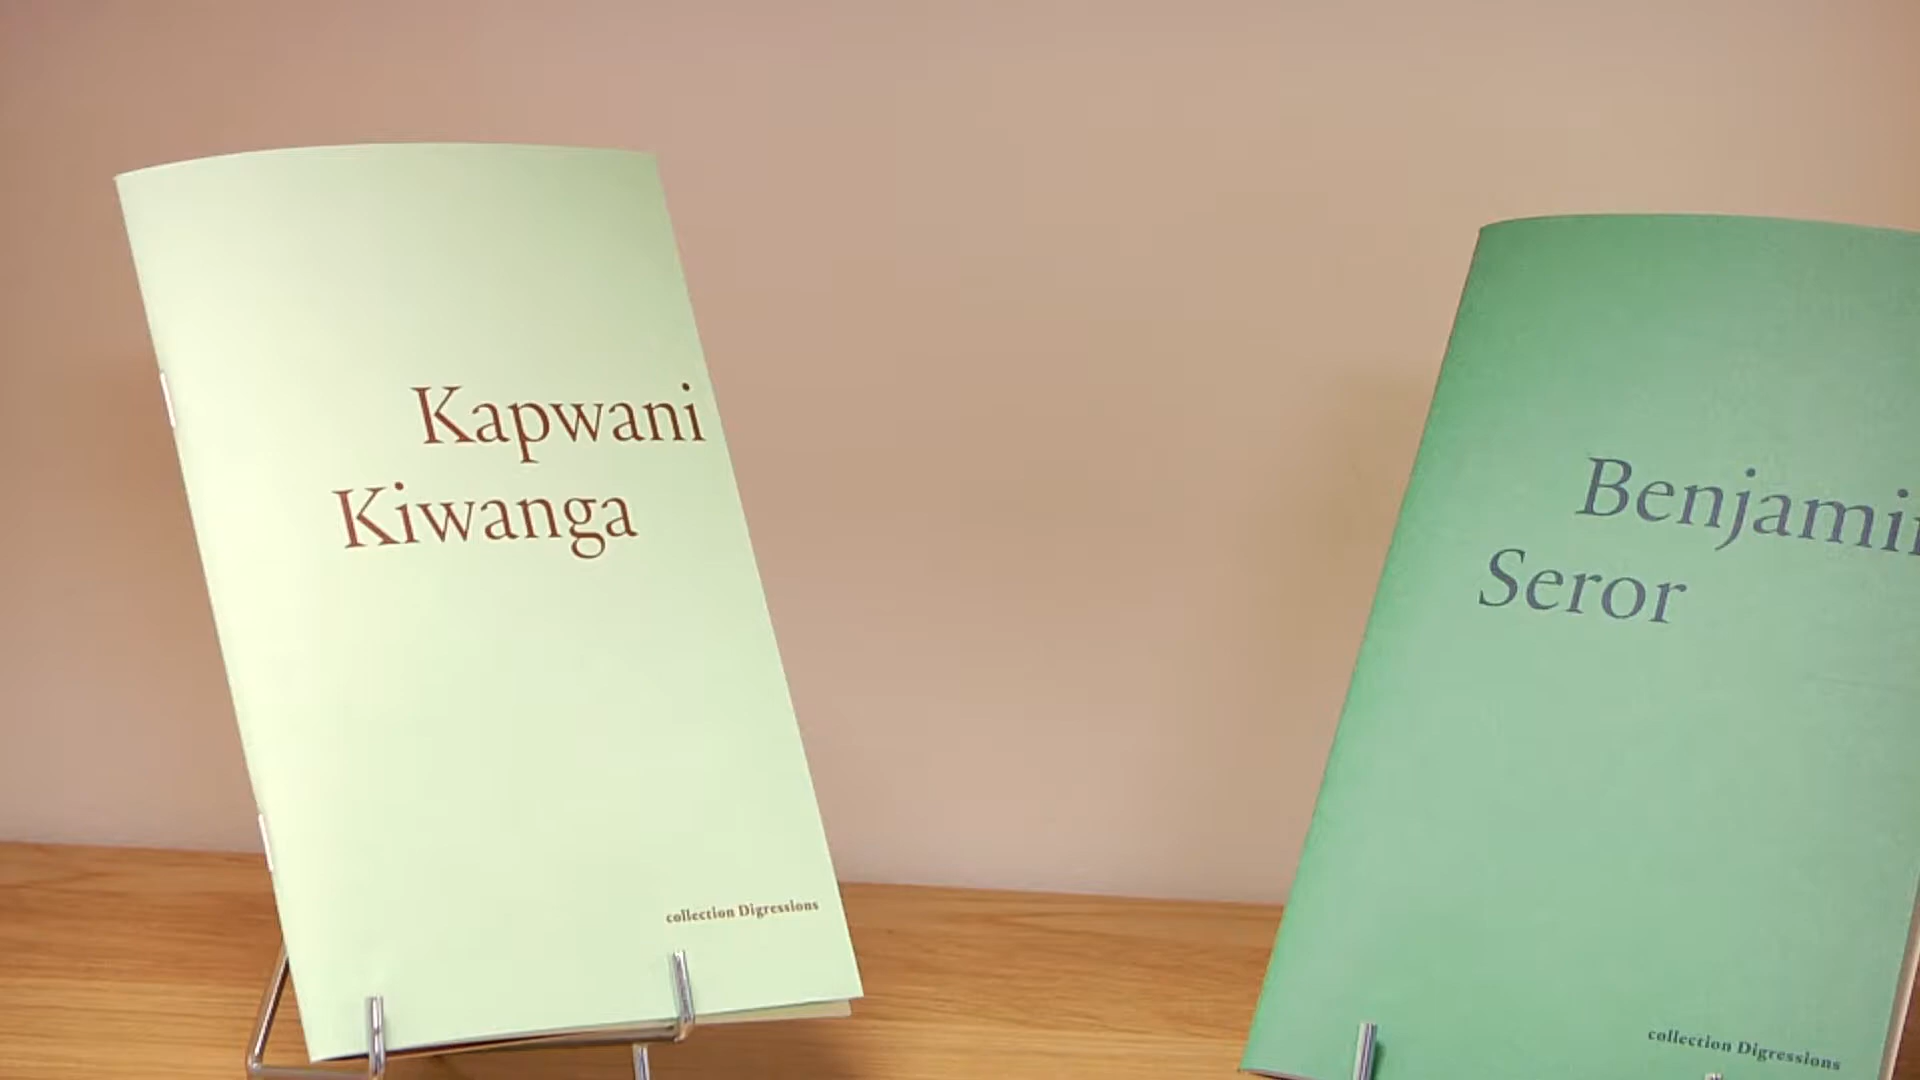 Kapwani
Kiwanga
collection Digressions
Benjamin
Seror
collection Digressions